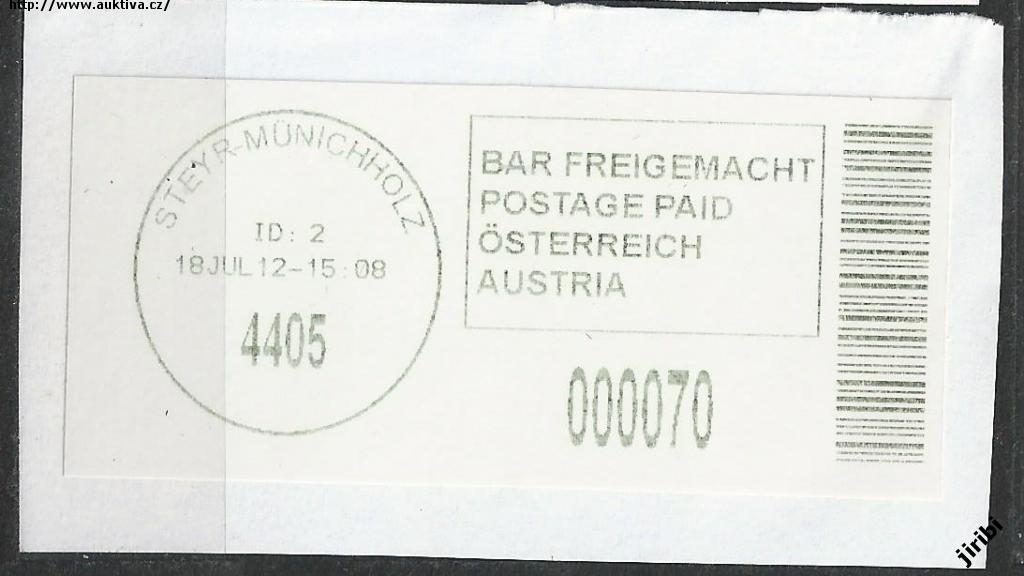 http://www.auktiva.cz/
STEYR-MÜNICHHOLZ
ID: 2
18JUL12-15:08
4405
BAR FREIGEMACHT
POSTAGE PAID
ÖSTERREICH
AUSTRIA
000070
jiribi